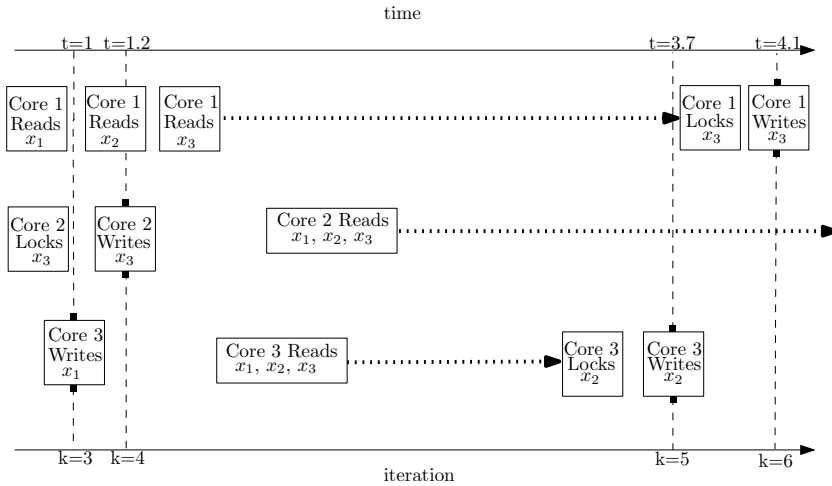 time
t=1 t=1.2 t=3.7 t=4.1
Core 1
Reads
x₁
Core 1
Reads
x₂
Core 1
Reads
x₃
Core 1
Locks
x₃
Core 1
Writes
x₃
Core 2
Locks
x₃
Core 2
Writes
x₃
Core 2 Reads
x₁, x₂, x₃
Core 3
Writes
x₁
Core 3 Reads
x₁, x₂, x₃
Core 3
Locks
x₂
Core 3
Writes
x₂
k=3 k=4 k=5 k=6
iteration